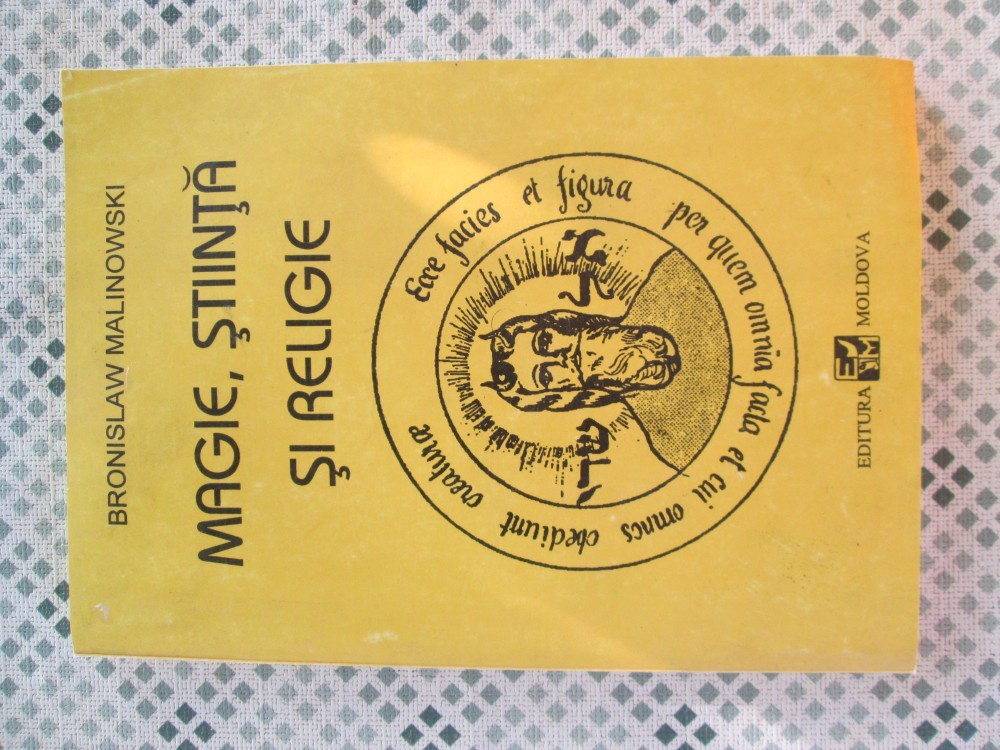 BRONISLAW MALINOWSKI
MAGIE, ŞTIINŢĂ
ŞI RELIGIE
Ecce facies et figura per quem omnia facta et cui omnes obediunt creaturæ
EDITURA
MOLDOVA